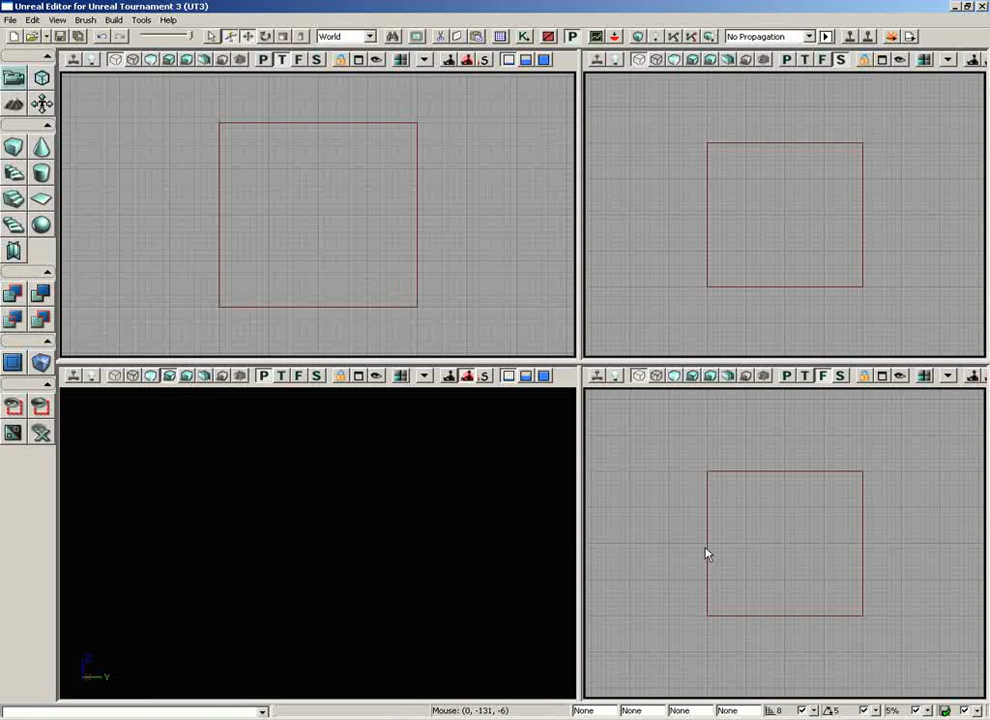 Unreal Editor for Unreal Tournament 3 (UT3)
File Edit View Brush Build Tools Help
World
K P
No Propagation
P T F S
P T F S
P T F S
P T F S
Y
Mouse: (0, -131, -6)
None None None None
8
5
5%